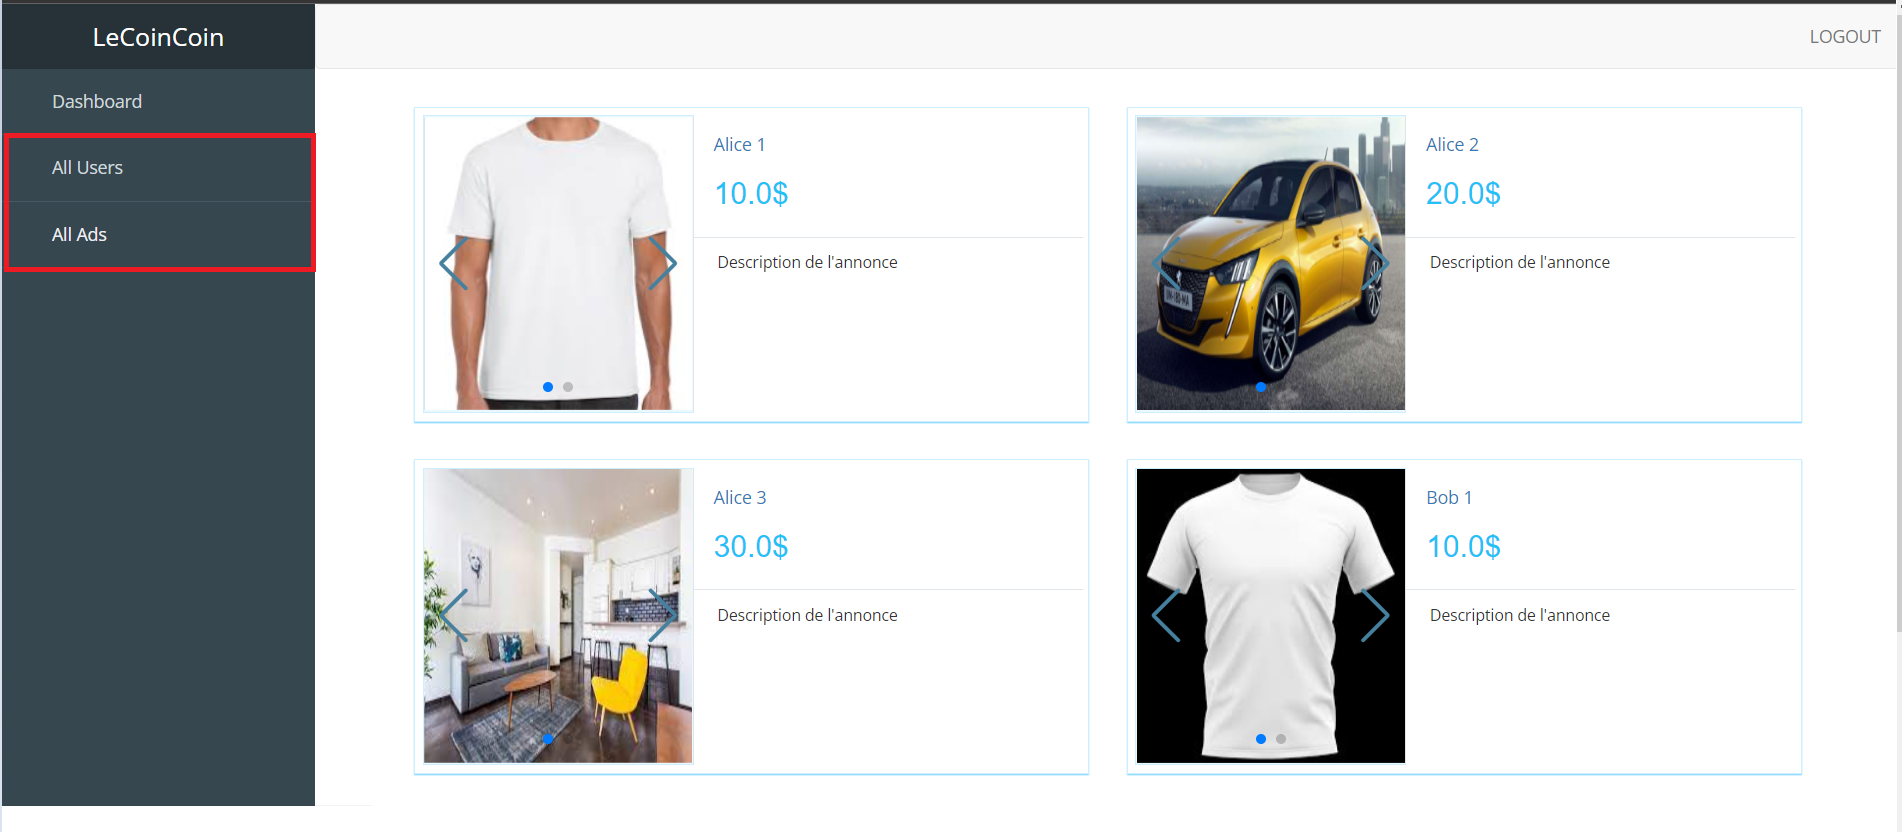 LeCoinCoin
LOGOUT
Dashboard
All Users
All Ads
Alice 1
10.0$
Description de l'annonce
Alice 2
20.0$
Description de l'annonce
Alice 3
30.0$
Description de l'annonce
Bob 1
10.0$
Description de l'annonce